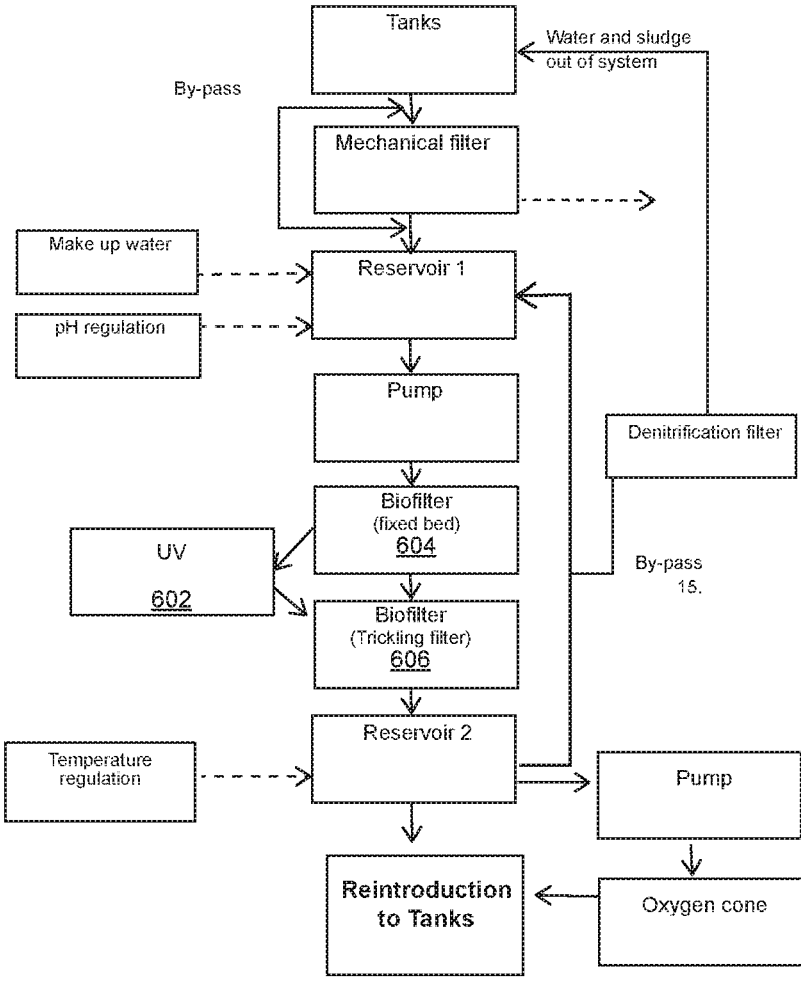 Tanks
Water and sludge
out of system
By-pass
Mechanical filter
Make up water
Reservoir 1
pH regulation
Pump
Denitrification filter
Biofilter
(fixed bed)
604
UV
602
By-pass
15.
Biofilter
(Trickling filter)
606
Reservoir 2
Temperature
regulation
Pump
Reintroduction
to Tanks
Oxygen cone